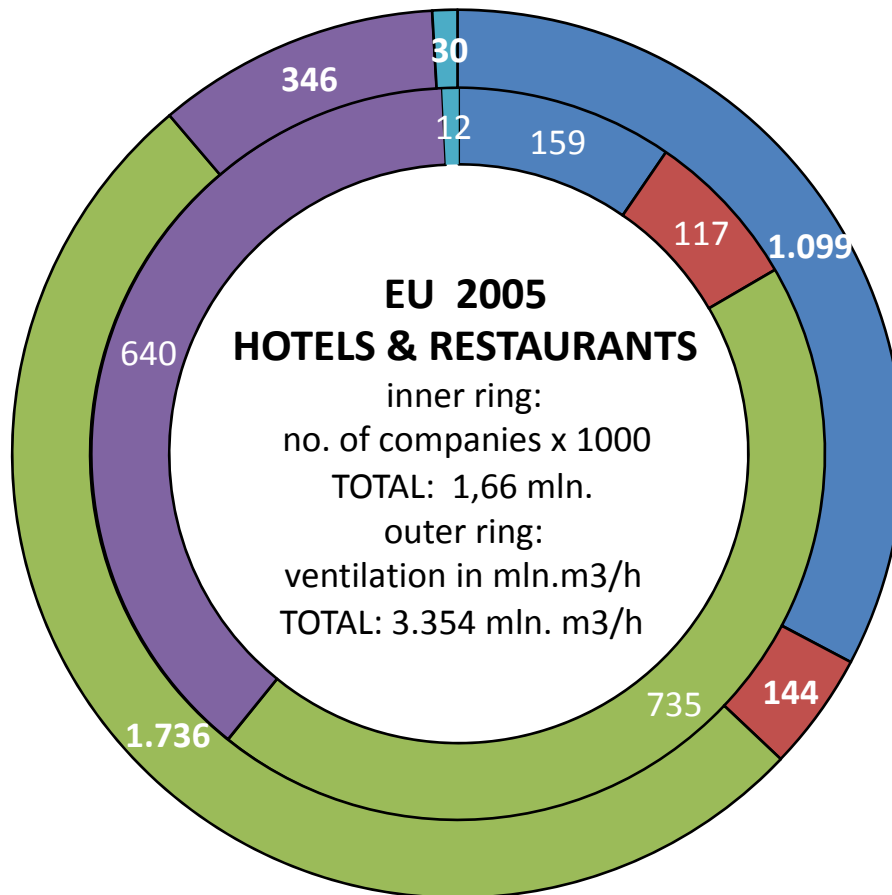 30
346
12
159
117
1.099
EU 2005
HOTELS & RESTAURANTS
640
inner ring:
no. of companies x 1000
TOTAL: 1,66 mln.
outer ring:
ventilation in mln.m3/h
TOTAL: 3.354 mln. m3/h
144
735
1.736